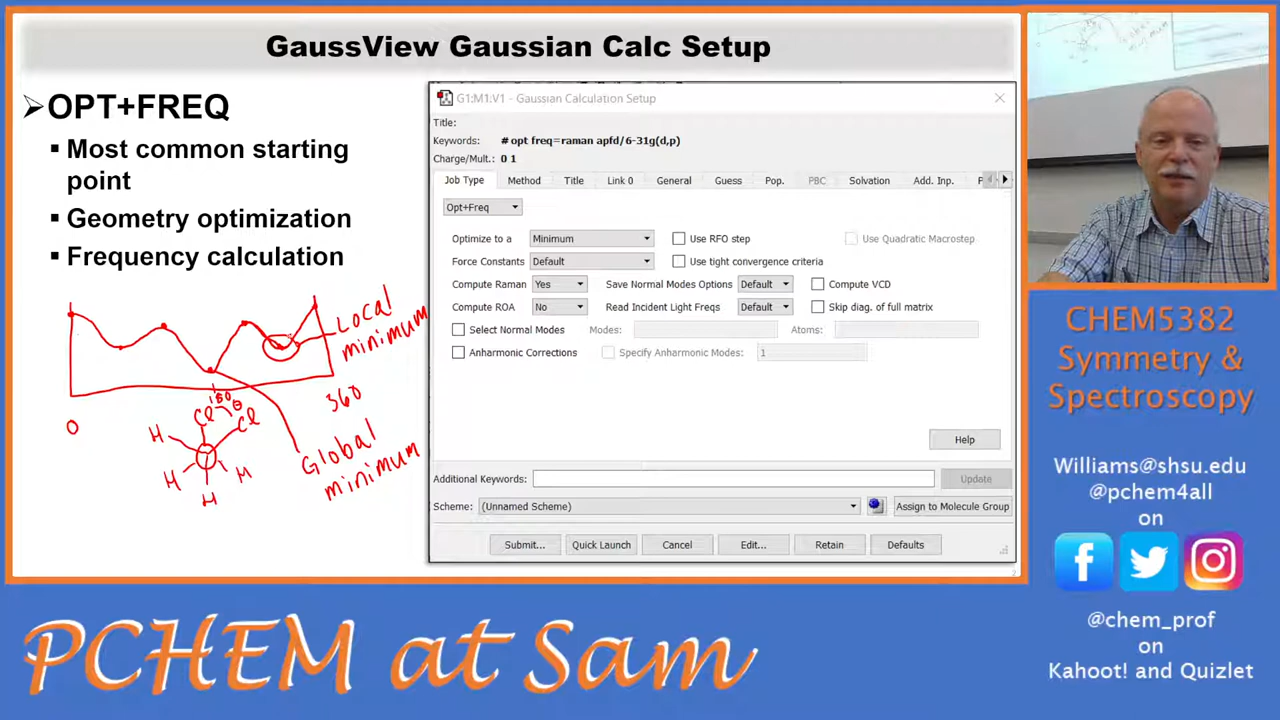 GaussView Gaussian Calc Setup
OPT+FREQ
Most common starting
point
Geometry optimization
Frequency calculation
Local
minimum
0
180
360
Cl θ Cl
H
H
H
H
Global
minimum
G1:M1:V1 - Gaussian Calculation Setup
Title:
Keywords: # opt freq=raman apfd/6-31g(d,p)
Charge/Mult.: 0 1
Job Type Method Title Link 0 General Guess Pop. PBC Solvation Add. Inp. P
Opt+Freq
Optimize to a Minimum Use RFO step Use Quadratic Macrostep
Force Constants Default Use tight convergence criteria
Compute Raman Yes Save Normal Modes Options Default Compute VCD
Compute ROA No Read Incident Light Freqs Default Skip diag. of full matrix
Select Normal Modes Modes: Atoms:
Anharmonic Corrections Specify Anharmonic Modes: 1
Help
Additional Keywords: Update
Scheme: (Unnamed Scheme) Assign to Molecule Group
Submit... Quick Launch Cancel Edit... Retain Defaults
2
CHEM5382
Symmetry &
Spectroscopy
Williams@shsu.edu
@pchem4all
on
@chem_prof
on
Kahoot! and Quizlet
PCHEM at Sam